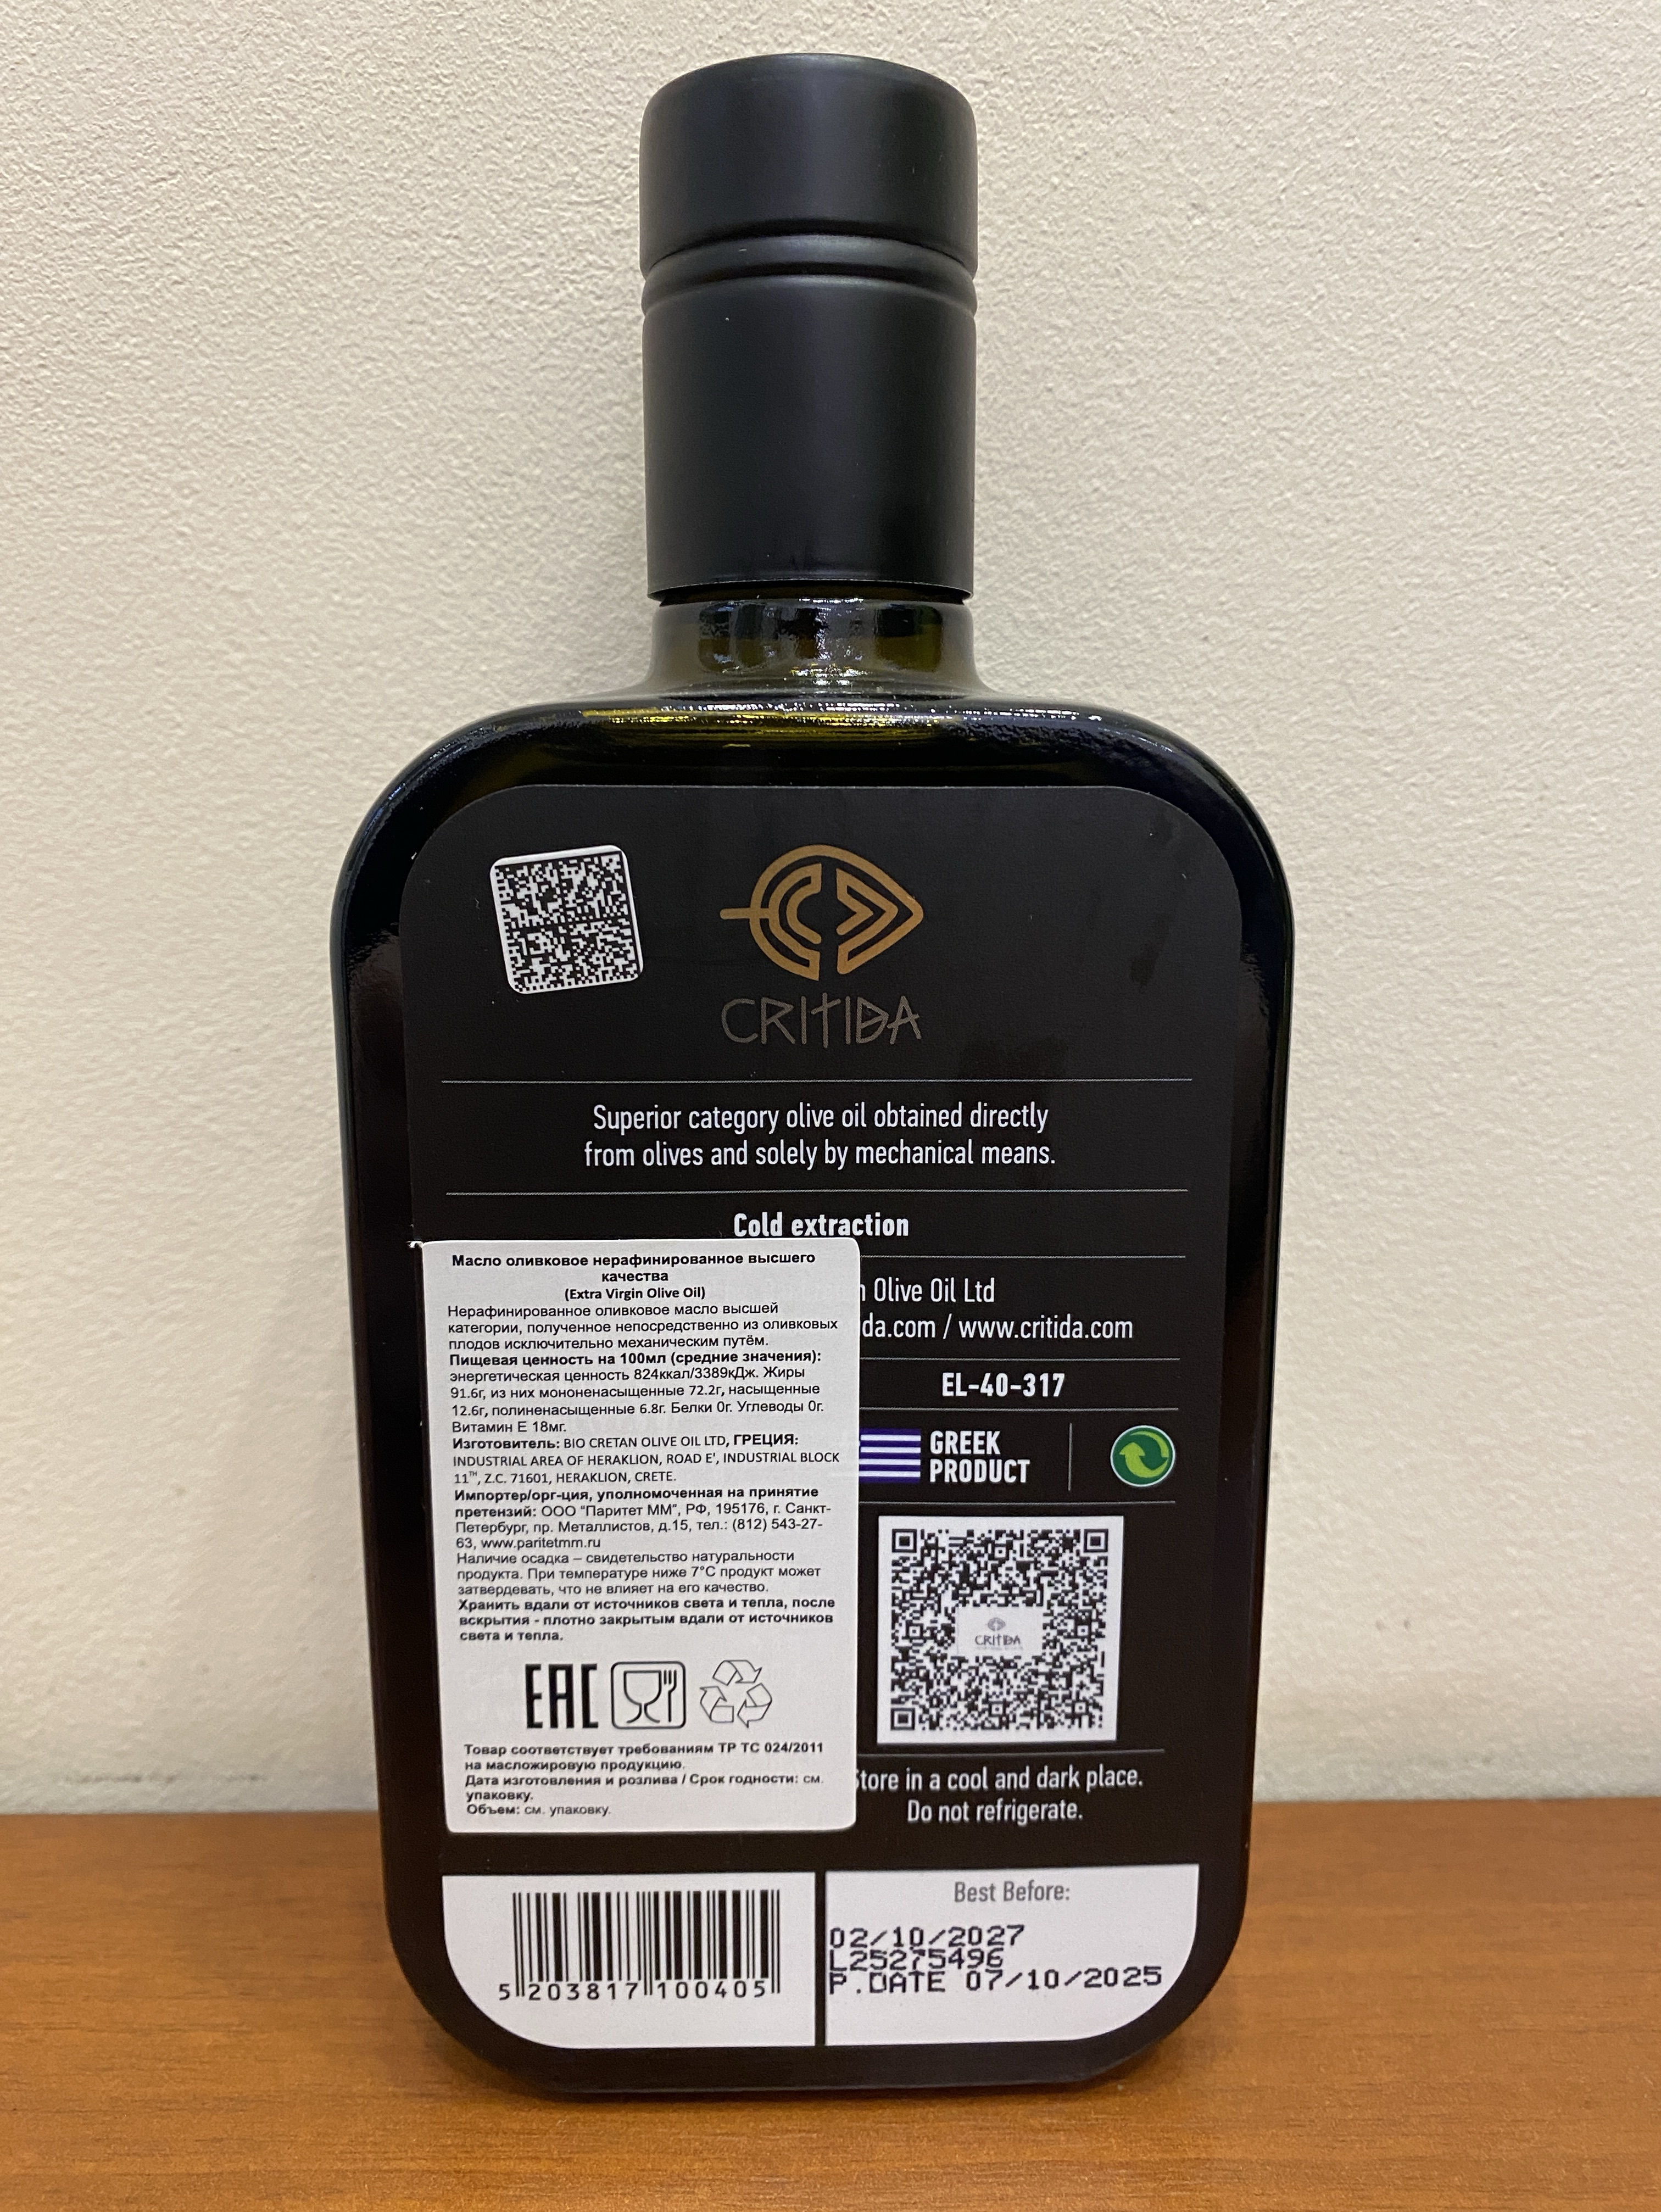 CRITIDA
Superior category olive oil obtained directly
from olives and solely by mechanical means.
Cold extraction
Масло оливковое нерафинированное высшего
качества
(Extra Virgin Olive Oil)
Нерафинированное оливковое масло высшей
категории, полученное непосредственно из оливковых
плодов исключительно механическим путём.
Пищевая ценность на 100мл (средние значения):
энергетическая ценность 824ккал/3389кДж. Жиры
91.6г, из них мононенасыщенные 72.2г, насыщенные
12.6г, полиненасыщенные 6.8г. Белки 0г. Углеводы 0г.
Витамин Е 18мг.
Изготовитель: BIO CRETAN OLIVE OIL LTD, ГРЕЦИЯ:
INDUSTRIAL AREA OF HERAKLION, ROAD E', INDUSTRIAL BLOCK
11TH, Z.C. 71601, HERAKLION, CRETE.
Импортер/орг-ция, уполномоченная на принятие
претензий: ООО "Паритет ММ", РФ, 195176, г. Санкт-
Петербург, пр. Металлистов, д.15, тел.: (812) 543-27-
63, www.paritetmm.ru
Наличие осадка – свидетельство натуральности
продукта. При температуре ниже 7°С продукт может
затвердевать, что не влияет на его качество.
Хранить вдали от источников света и тепла, после
вскрытия - плотно закрытым вдали от источников
света и тепла.
EAC
Товар соответствует требованиям ТР ТС 024/2011
на масложировую продукцию.
Дата изготовления и розлива / Срок годности: см.
упаковку.
Объем: см. упаковку.
n Olive Oil Ltd
da.com / www.critida.com
EL-40-317
GREEK
PRODUCT
CRITIDA
Store in a cool and dark place.
Do not refrigerate.
5 203817 100405
Best Before:
02/10/2027
L25275496
P.DATE 07/10/2025